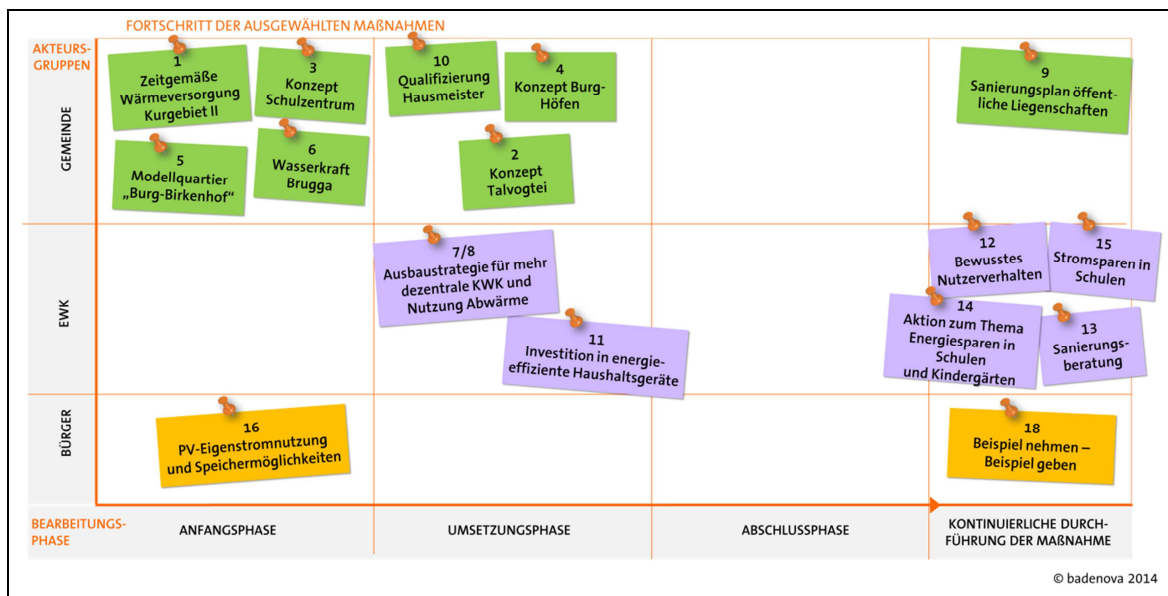 FORTSCHRITT DER AUSGEWÄHLTEN MAßNAHMEN
AKTEURS-
GRUPPEN
GEMEINDE
1
Zeitgemäße
Wärmeversorgung
Kurgebiet II
3
Konzept
Schulzentrum
5
Modellquartier
„Burg-Birkenhof“
6
Wasserkraft
Brugga
10
Qualifizierung
Hausmeister
4
Konzept Burg-
Höfen
2
Konzept
Talvogtei
9
Sanierungsplan öffent-
liche Liegenschaften
EWK
7/8
Ausbaustrategie für mehr
dezentrale KWK und
Nutzung Abwärme
11
Investition in energie-
effiziente Haushaltsgeräte
12
Bewusstes
Nutzerverhalten
15
Stromsparen in
Schulen
14
Aktion zum Thema
Energiesparen in
Schulen
und Kindergärten
13
Sanierungs-
beratung
BÜRGER
16
PV-Eigenstromnutzung
und Speichermöglichkeiten
18
Beispiel nehmen –
Beispiel geben
BEARBEITUNGS-
PHASE
ANFANGSPHASE
UMSETZUNGSPHASE
ABSCHLUSSPHASE
KONTINUIERLICHE DURCH-
FÜHRUNG DER MAßNAHME
© badenova 2014